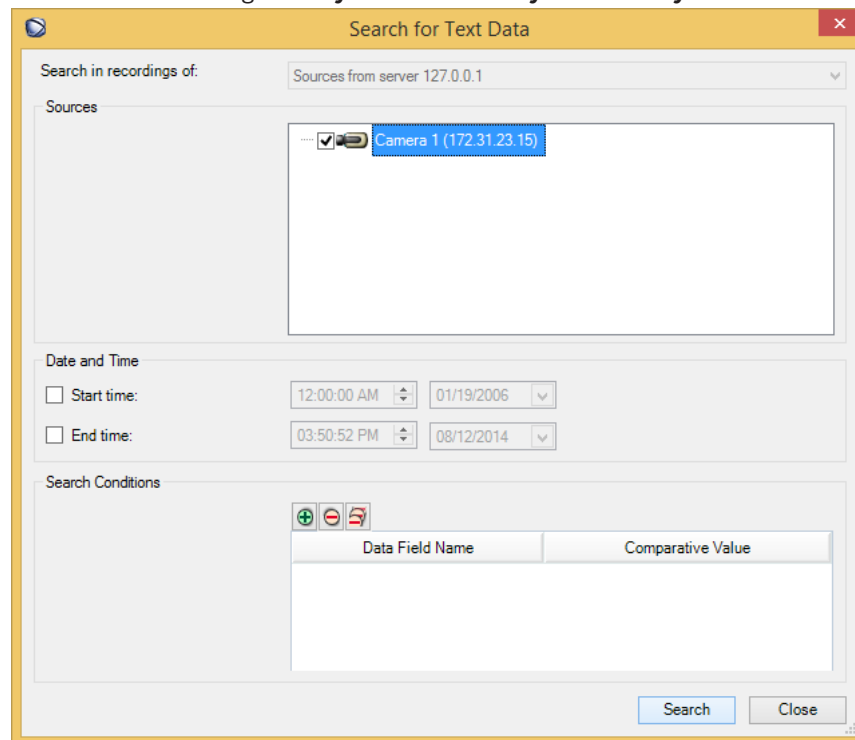 Search for Text Data
Search in recordings of:
Sources from server 127.0.0.1
Sources
Camera 1 (172.31.23.15)
Date and Time
Start time:
12:00:00 AM
01/19/2006
End time:
03:50:52 PM
08/12/2014
Search Conditions
Data Field Name
Comparative Value
Search
Close